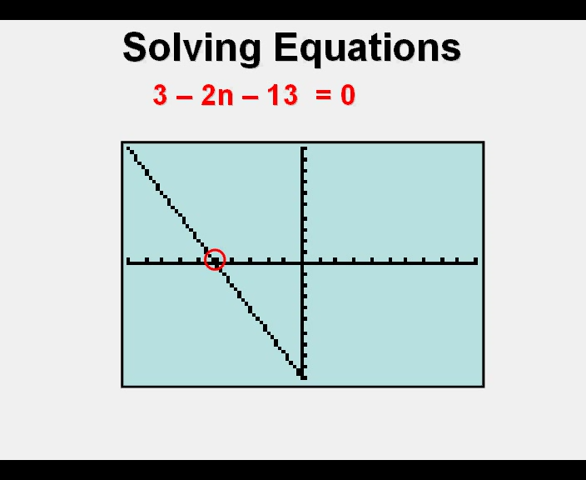 Solving Equations
3 – 2n – 13 = 0